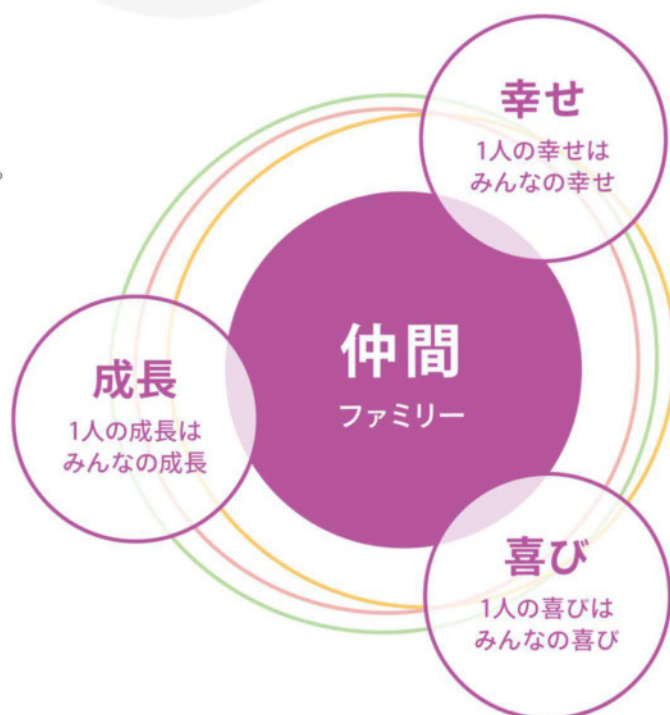 幸せ
1人の幸せは
みんなの幸せ
。
仲間
ファミリー
成長
1人の成長は
みんなの成長
喜び
1人の喜びは
みんなの喜び